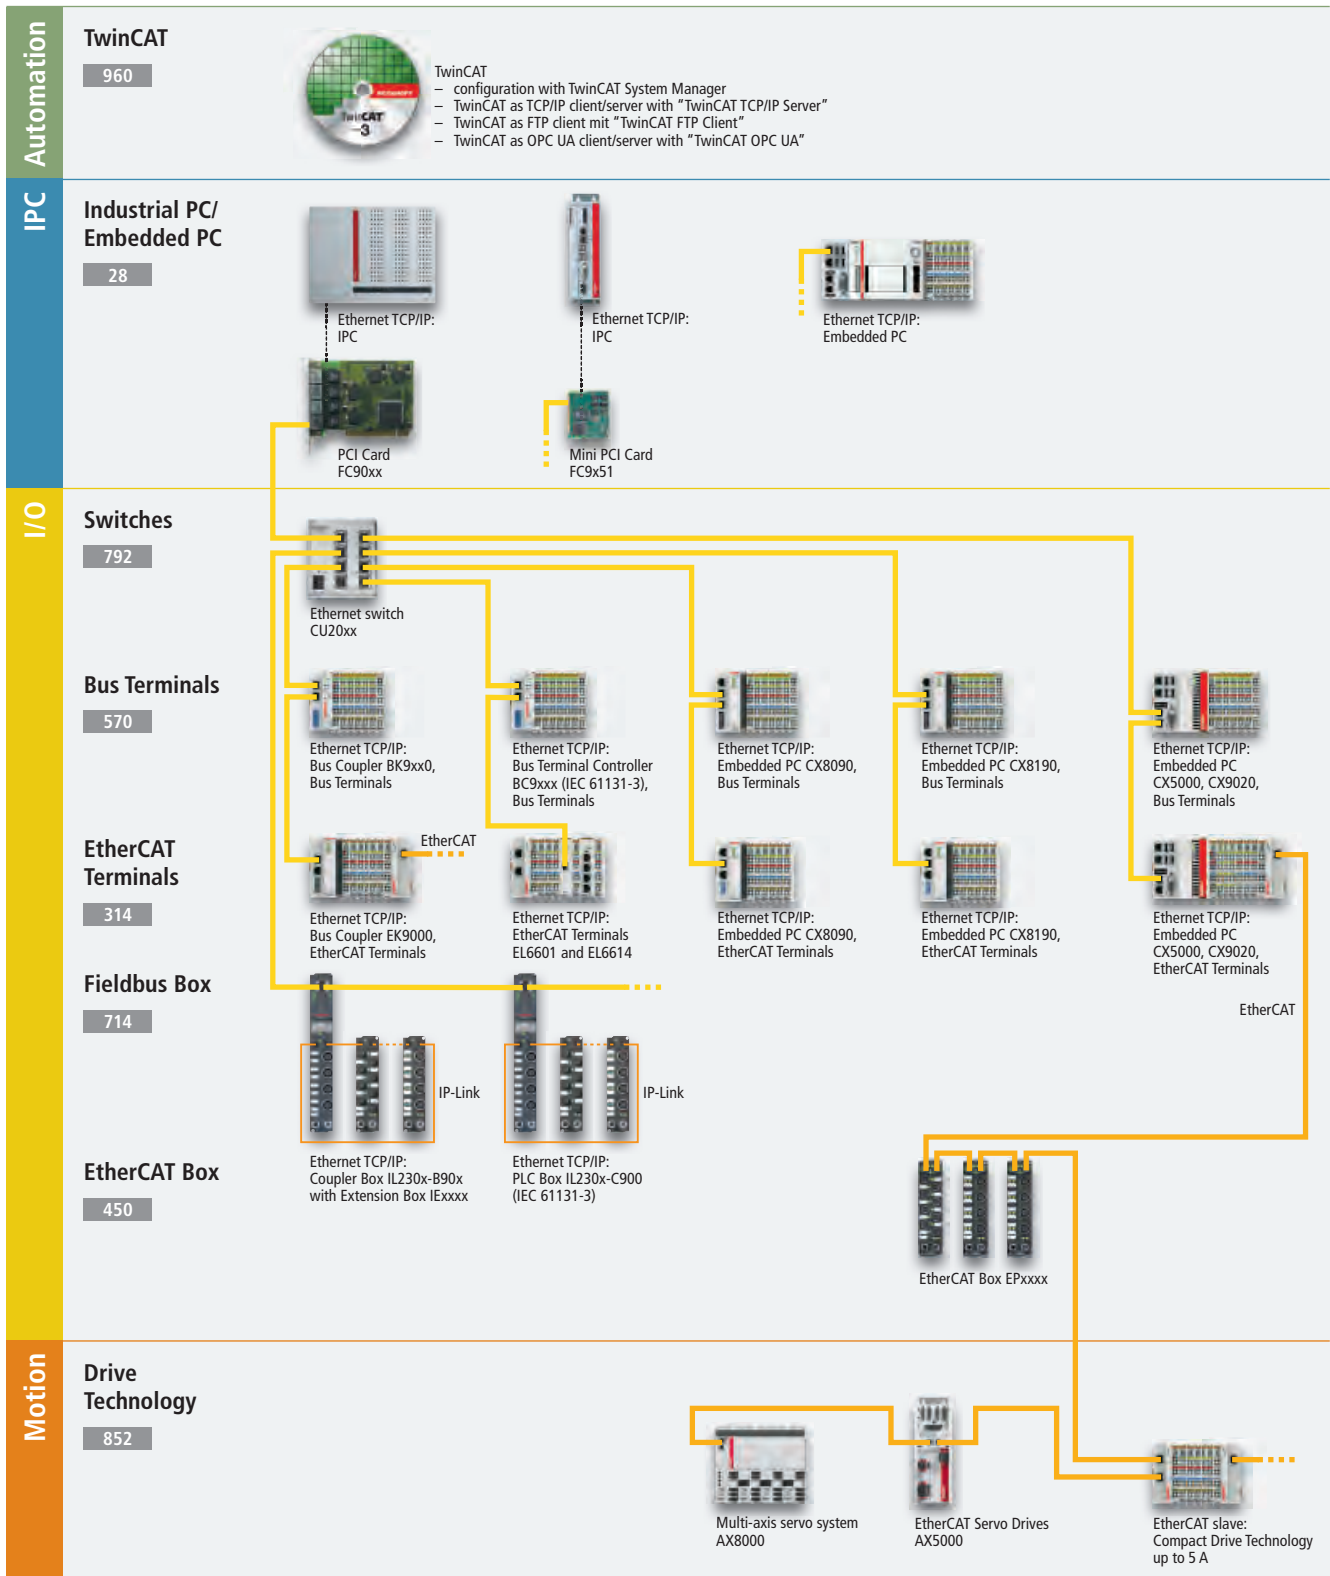 Automation
TwinCAT
960
TwinCAT
3
TwinCAT
– configuration with TwinCAT System Manager
– TwinCAT as TCP/IP client/server with “TwinCAT TCP/IP Server”
– TwinCAT as FTP client mit “TwinCAT FTP Client”
– TwinCAT as OPC UA client/server with “TwinCAT OPC UA”
IPC
Industrial PC/
Embedded PC
28
Ethernet TCP/IP:
IPC
Ethernet TCP/IP:
IPC
Ethernet TCP/IP:
Embedded PC
PCI Card
FC90xx
Mini PCI Card
FC9x51
I/O
Switches
792
Ethernet switch
CU20xx
Bus Terminals
570
Ethernet TCP/IP:
Bus Coupler BK9xx0,
Bus Terminals
Ethernet TCP/IP:
Bus Terminal Controller
BC9xxx (IEC 61131-3),
Bus Terminals
Ethernet TCP/IP:
Embedded PC CX8090,
Bus Terminals
Ethernet TCP/IP:
Embedded PC CX8190,
Bus Terminals
Ethernet TCP/IP:
Embedded PC
CX5000, CX9020,
Bus Terminals
EtherCAT
Terminals
314
EtherCAT
Ethernet TCP/IP:
Bus Coupler EK9000,
EtherCAT Terminals
Ethernet TCP/IP:
EtherCAT Terminals
EL6601 and EL6614
Ethernet TCP/IP:
Embedded PC CX8090,
EtherCAT Terminals
Ethernet TCP/IP:
Embedded PC CX8190,
EtherCAT Terminals
Ethernet TCP/IP:
Embedded PC
CX5000, CX9020,
EtherCAT Terminals
Fieldbus Box
714
EtherCAT
IP-Link
IP-Link
EtherCAT Box
450
Ethernet TCP/IP:
Coupler Box IL230x-B90x
with Extension Box IExxxx
Ethernet TCP/IP:
PLC Box IL230x-C900
(IEC 61131-3)
EtherCAT Box EPxxxx
Motion
Drive
Technology
852
Multi-axis servo system
AX8000
EtherCAT Servo Drives
AX5000
EtherCAT slave:
Compact Drive Technology
up to 5 A